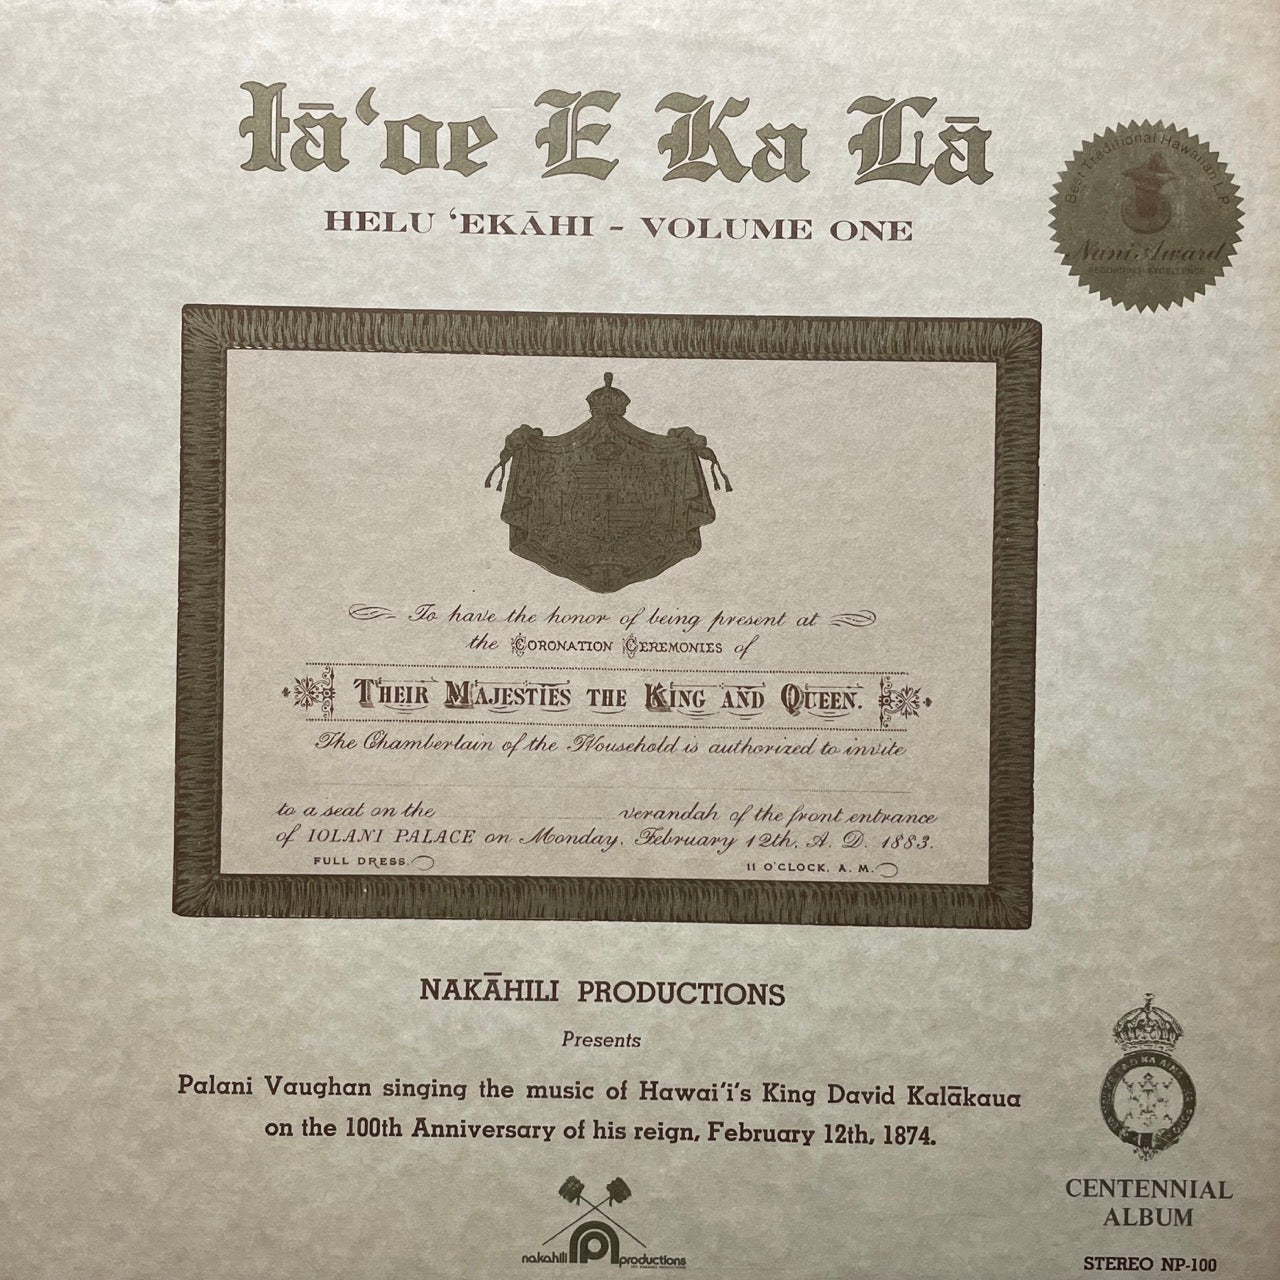 Iā‘oe E Ka Lā
HELU ‘EKĀHI - VOLUME ONE
Best Traditional Hawaiian L.P.
Nani Award
RECORDING EXCELLENCE
To have the honor of being present at
the CORONATION CEREMONIES of
THEIR MAJESTIES THE KING AND QUEEN.
The Chamberlain of the Household is authorized to invite
to a seat on the verandah of the front entrance
of IOLANI PALACE on Monday, February 12th, A. D. 1883.
FULL DRESS. 11 O'CLOCK, A. M.
NAKĀHILI PRODUCTIONS
Presents
Palani Vaughan singing the music of Hawai‘i’s King David Kalākaua
on the 100th Anniversary of his reign, February 12th, 1874.
nakahili productions
CENTENNIAL
ALBUM
STEREO NP-100